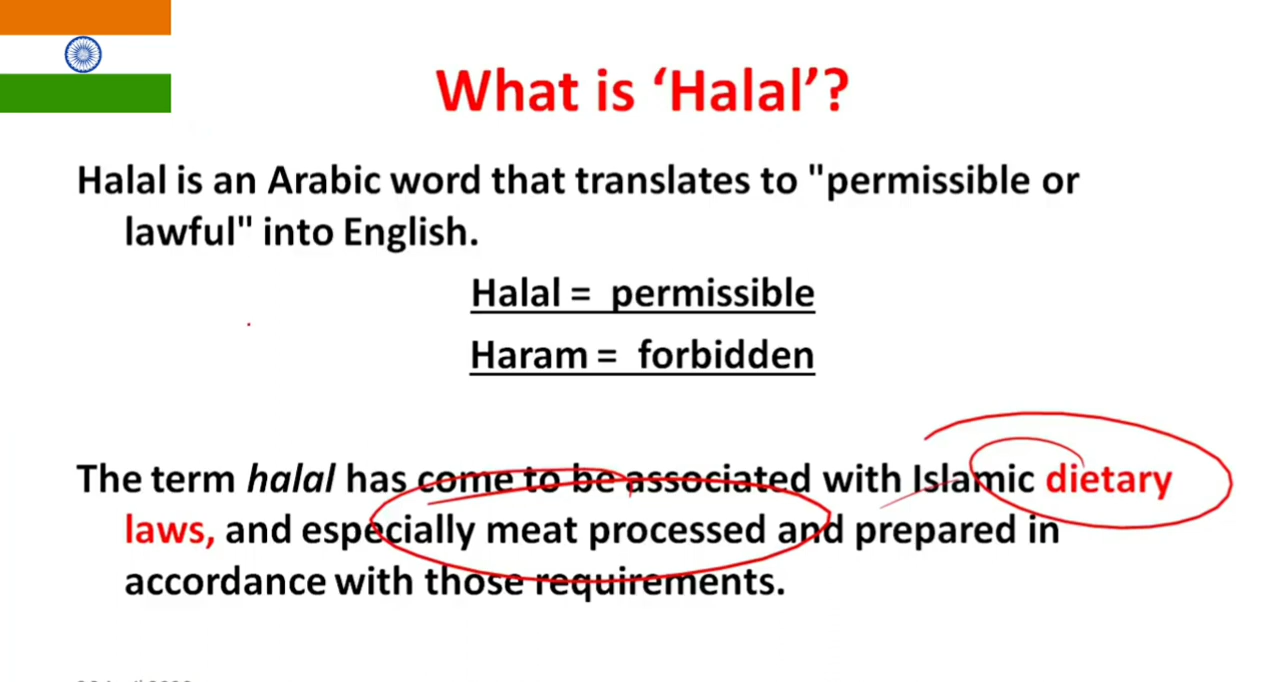 What is ‘Halal’?
Halal is an Arabic word that translates to "permissible or
lawful" into English.
Halal = permissible
Haram = forbidden
The term halal has come to be associated with Islamic dietary
laws, and especially meat processed and prepared in
accordance with those requirements.